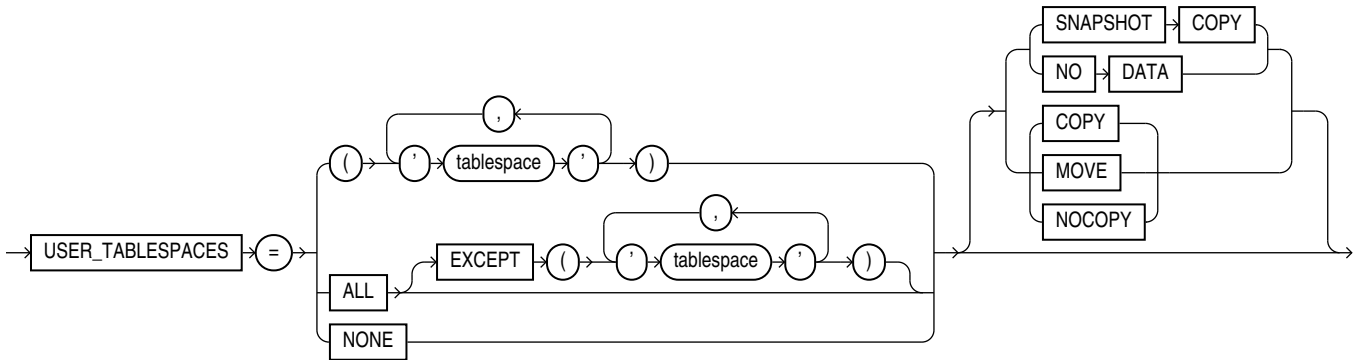 SNAPSHOT COPY
NO DATA
,
COPY
( ' tablespace ' )
MOVE
,
NOCOPY
USER_TABLESPACES =
EXCEPT ( ' tablespace ' )
ALL
NONE